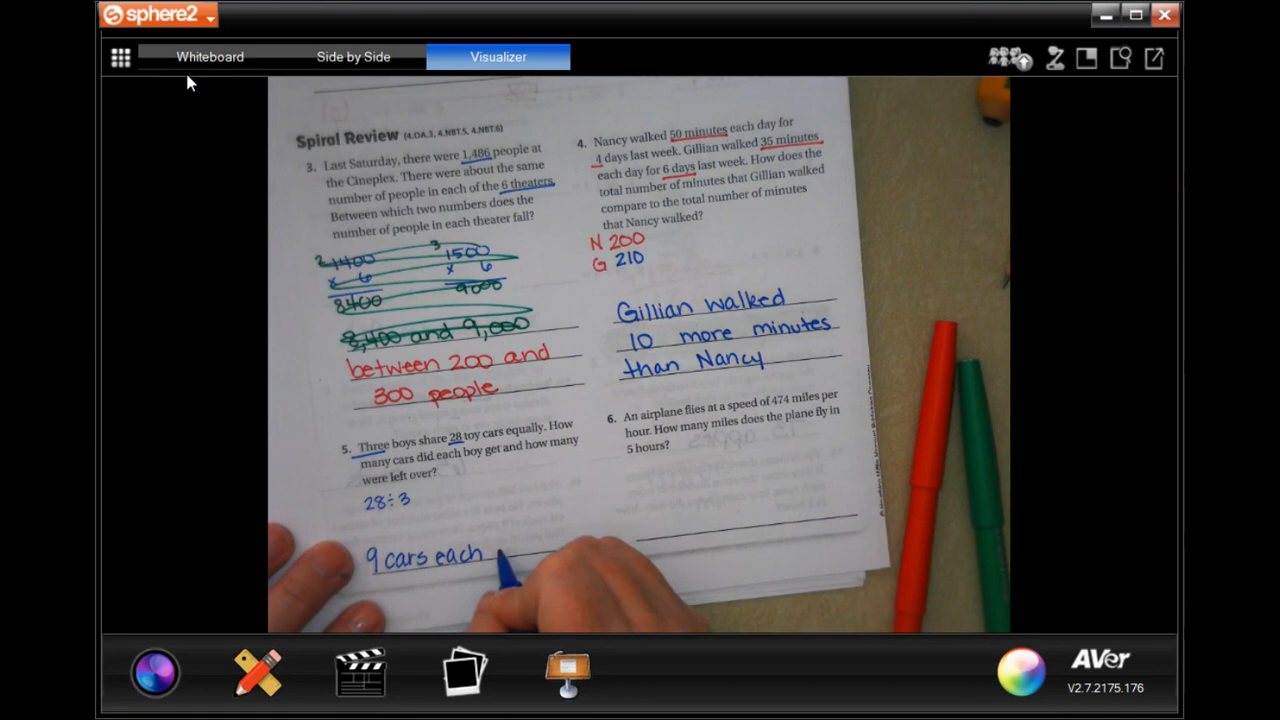 sphere2
Whiteboard
Side by Side
Visualizer
Spiral Review (4.OA.3, 4.NBT.5, 4.NBT.6)
3. Last Saturday, there were 1,486 people at
the Cineplex. There were about the same
number of people in each of the 6 theaters.
Between which two numbers does the
number of people in each theater fall?
2 3
1400 1500
x 6 x 6
8400 9000
8,400 and 9,000
between 200 and
300 people
4. Nancy walked 50 minutes each day for
4 days last week. Gillian walked 35 minutes
each day for 6 days last week. How does the
total number of minutes that Gillian walked
compare to the total number of minutes
that Nancy walked?
N 200
G 210
Gillian walked
10 more minutes
than Nancy
5. Three boys share 28 toy cars equally. How
many cars did each boy get and how many
were left over?
28÷3
9 cars each
6. An airplane flies at a speed of 474 miles per
hour. How many miles does the plane fly in
5 hours?
AVer
V2.7.2175.176